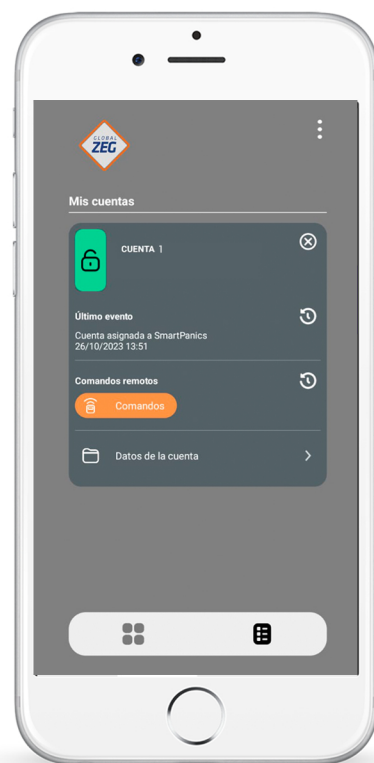 GLOBAL
ZEG
Mis cuentas
CUENTA 1
Último evento
Cuenta asignada a SmartPanics
26/10/2023 13:51
Comandos remotos
Comandos
Datos de la cuenta